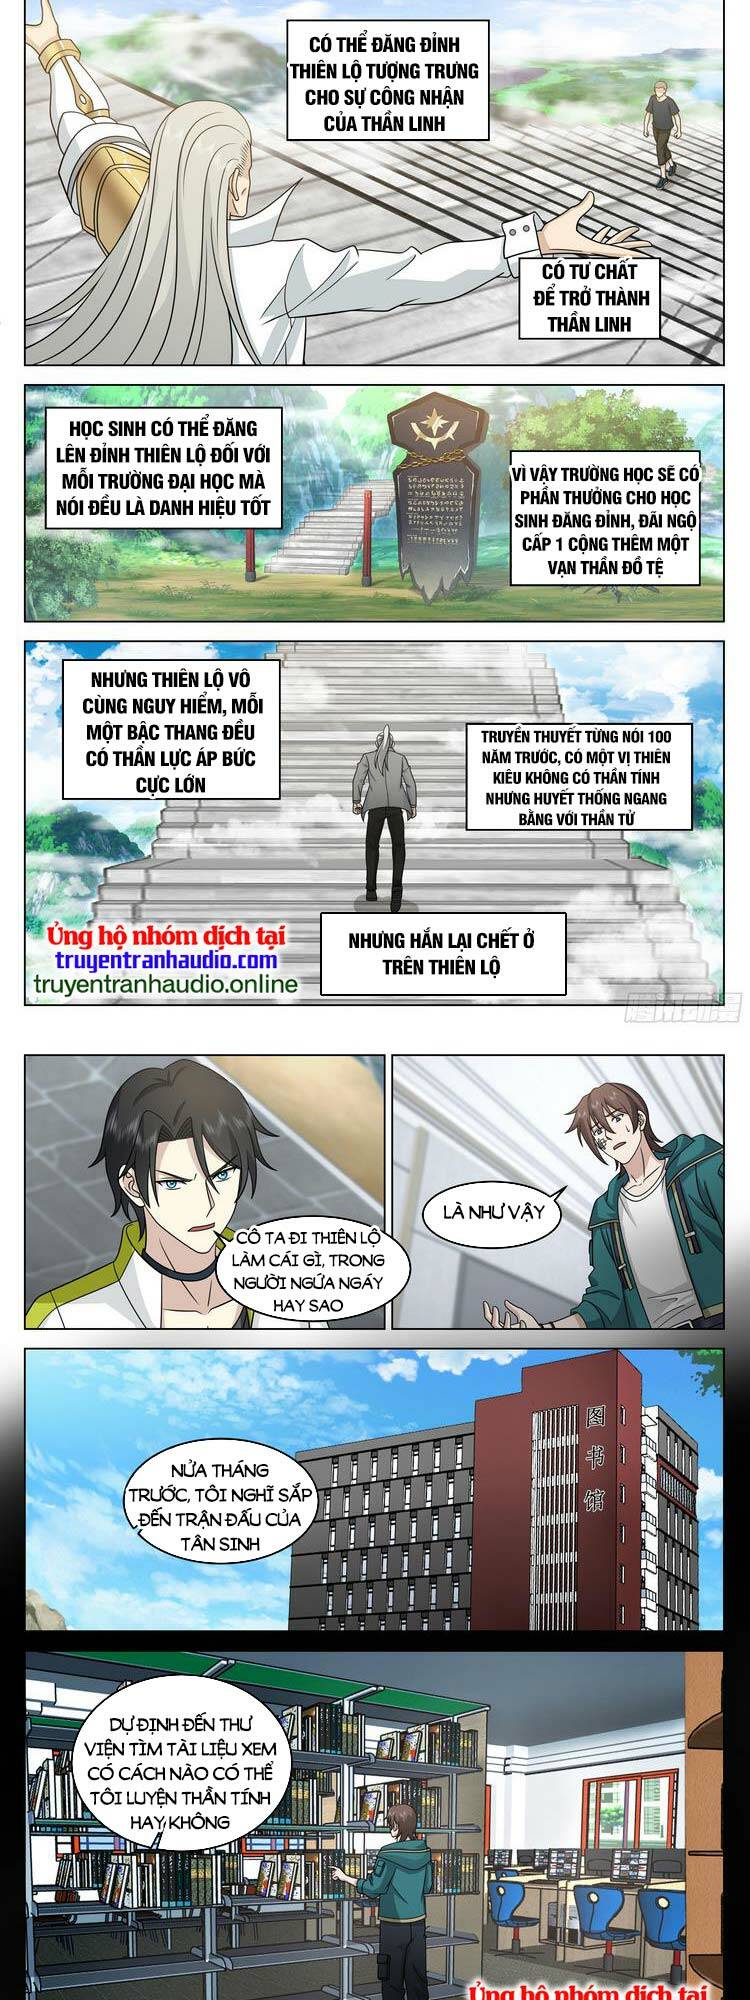 CÓ THỂ ĐĂNG ĐỈNH
THIÊN LỘ TƯỢNG TRƯNG
CHO SỰ CÔNG NHẬN
CỦA THẦN LINH
CÓ TƯ CHẤT
ĐỂ TRỞ THÀNH
THẦN LINH
HỌC SINH CÓ THỂ ĐĂNG
LÊN ĐỈNH THIÊN LỘ ĐỐI VỚI
MỖI TRƯỜNG ĐẠI HỌC MÀ
NÓI ĐỀU LÀ DANH HIỆU TỐT
VÌ VẬY TRƯỜNG HỌC SẼ CÓ
PHẦN THƯỞNG CHO HỌC
SINH ĐĂNG ĐỈNH, ĐÃI NGỘ
CẤP 1 CỘNG THÊM MỘT
VẠN THẦN ĐỒ TỆ
NHƯNG THIÊN LỘ VÔ
CÙNG NGUY HIỂM, MỖI
MỘT BẬC THANG ĐỀU
CÓ THẦN LỰC ÁP BỨC
CỰC LỚN
TRUYỀN THUYẾT TỪNG NÓI 100
NĂM TRƯỚC, CÓ MỘT VỊ THIÊN
KIÊU KHÔNG CÓ THẦN TÍNH
NHƯNG HUYẾT THỐNG NGANG
BẰNG VỚI THẦN TỬ
NHƯNG HẮN LẠI CHẾT Ở
TRÊN THIÊN LỘ
Ủng hộ nhóm dịch tại
truyentranhaudio.com
truyentranhaudio.online
CÔ TA ĐI THIÊN LỘ
LÀM CÁI GÌ, TRONG
NGƯỜI NGỨA NGÁY
HAY SAO
LÀ NHƯ VẬY
NỬA THÁNG
TRƯỚC, TÔI NGHĨ SẮP
ĐẾN TRẬN ĐẤU CỦA
TÂN SINH
图书馆
DỰ ĐỊNH ĐẾN THƯ
VIỆN TÌM TÀI LIỆU XEM
CÓ CÁCH NÀO CÓ THỂ
TÔI LUYỆN THẦN TÍNH
HAY KHÔNG
Ủng hộ nhóm dịch tại